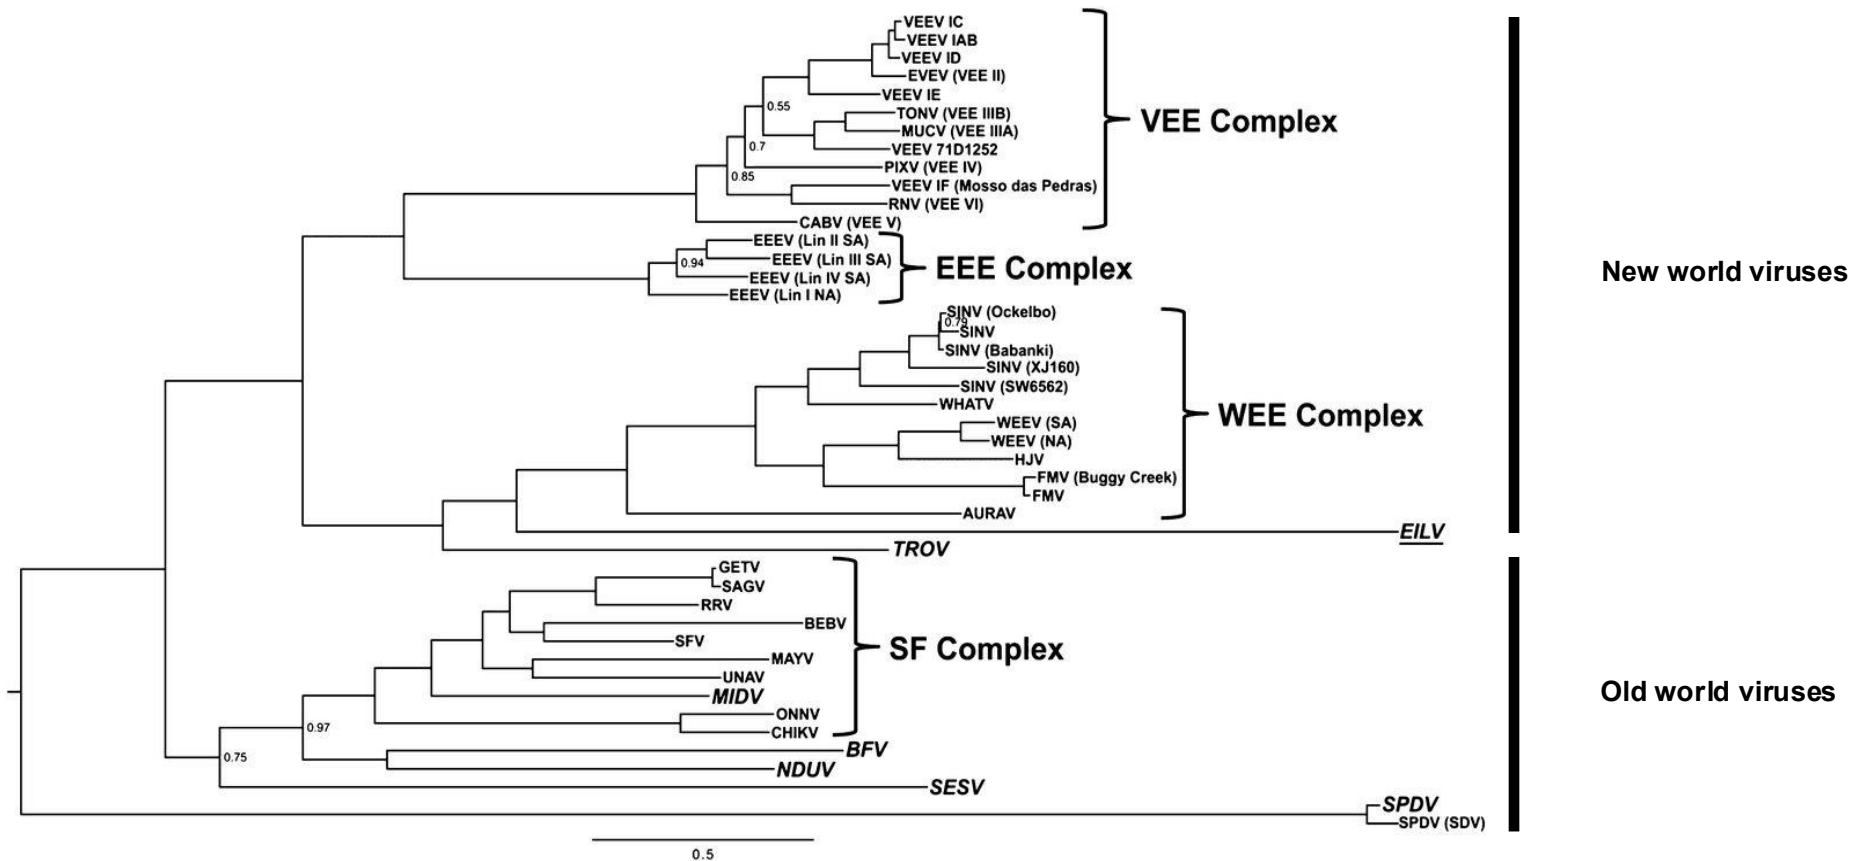 VEEV IC
VEEV IAB
VEEV ID
EVEV (VEE II)
VEEV IE
0.55
TONV (VEE IIIB)
VEE Complex
MUCV (VEE IIIA)
0.7
VEEV 71D1252
PIXV (VEE IV)
0.85
VEEV IF (Mosso das Pedras)
RNV (VEE VI)
CABV (VEE V)
EEEV (Lin II SA)
0.94
EEEV (Lin III SA)
EEE Complex
New world viruses
EEEV (Lin IV SA)
EEEV (Lin I NA)
SINV (Ockelbo)
0.79
SINV
SINV (Babanki)
SINV (XJ160)
SINV (SW6562)
WHATV
WEE Complex
WEEV (SA)
WEEV (NA)
HJV
FMV (Buggy Creek)
FMV
AURAV
EILV
TROV
GETV
SAGV
RRV
BEBV
SFV
SF Complex
MAYV
UNAV
MIDV
Old world viruses
ONNV
0.97
CHIKV
BFV
0.75
NDUV
SESV
SPDV
SPDV (SDV)
0.5